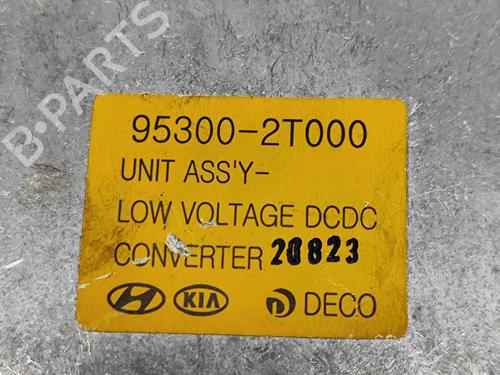 B-PARTS
95300-2T000
UNIT ASS'Y-
LOW VOLTAGE DCDC
CONVERTER 20823
KIA DECO